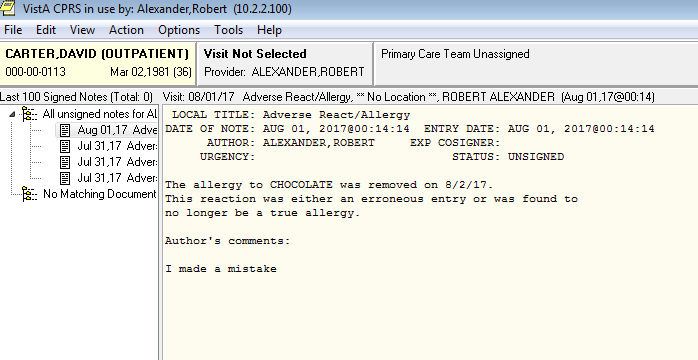 VistA CPRS in use by: Alexander,Robert (10.2.2.100)
File Edit View Action Options Tools Help
CARTER,DAVID (OUTPATIENT)
000-00-0113 Mar 02,1981 (36)
Visit Not Selected
Provider: ALEXANDER,ROBERT
Primary Care Team Unassigned
Last 100 Signed Notes (Total: 0)
Visit: 08/01/17 Adverse React/Allergy, ** No Location **, ROBERT ALEXANDER (Aug 01,17@00:14)
All unsigned notes for AL
Aug 01,17 Adve
Jul 31,17 Advers
Jul 31,17 Advers
Jul 31,17 Advers
No Matching Document
LOCAL TITLE: Adverse React/Allergy
DATE OF NOTE: AUG 01, 2017@00:14:14 ENTRY DATE: AUG 01, 2017@00:14:14
AUTHOR: ALEXANDER,ROBERT EXP COSIGNER:
URGENCY: STATUS: UNSIGNED
The allergy to CHOCOLATE was removed on 8/2/17.
This reaction was either an erroneous entry or was found to
no longer be a true allergy.
Author's comments:
I made a mistake